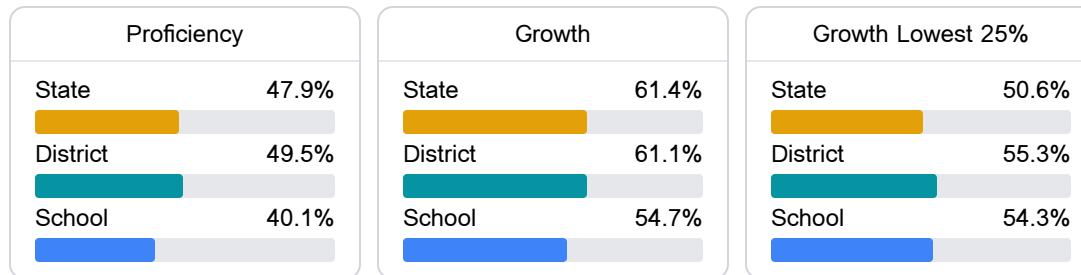 Proficiency
State 47.9%
District 49.5%
School 40.1%
Growth
State 61.4%
District 61.1%
School 54.7%
Growth Lowest 25%
State 50.6%
District 55.3%
School 54.3%